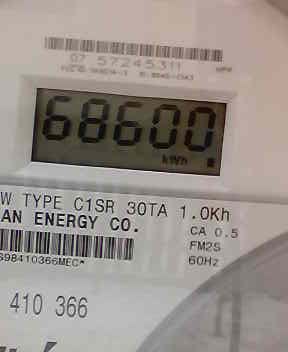 07 57245311
68600
kWh
W TYPE C1SR 30TA 1.0Kh
AN ENERGY CO.
CA 0.5
FM2S
60Hz
S98410366MEC*
410 366